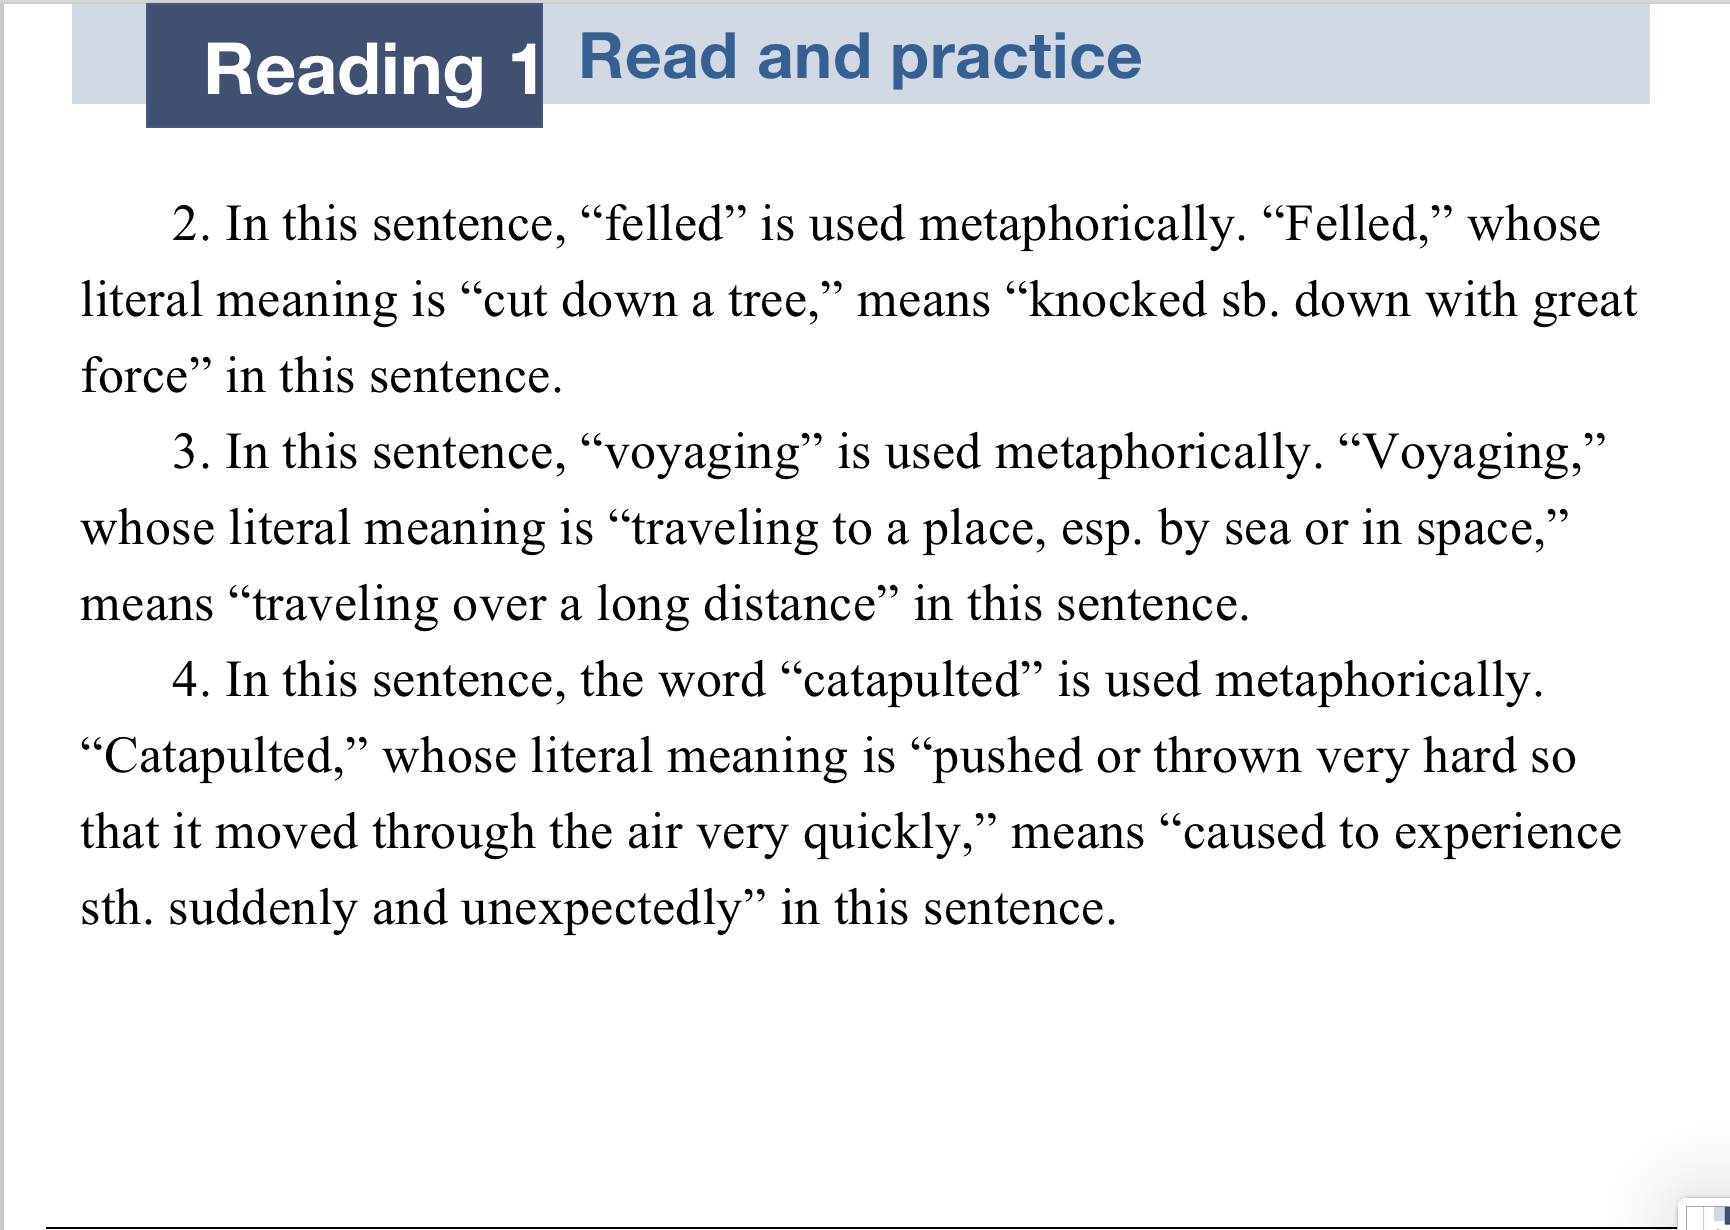 Reading 1 Read and practice
2. In this sentence, “felled” is used metaphorically. “Felled,” whose
literal meaning is “cut down a tree,” means “knocked sb. down with great
force” in this sentence.
3. In this sentence, “voyaging” is used metaphorically. “Voyaging,”
whose literal meaning is “traveling to a place, esp. by sea or in space,”
means “traveling over a long distance” in this sentence.
4. In this sentence, the word “catapulted” is used metaphorically.
“Catapulted,” whose literal meaning is “pushed or thrown very hard so
that it moved through the air very quickly,” means “caused to experience
sth. suddenly and unexpectedly” in this sentence.